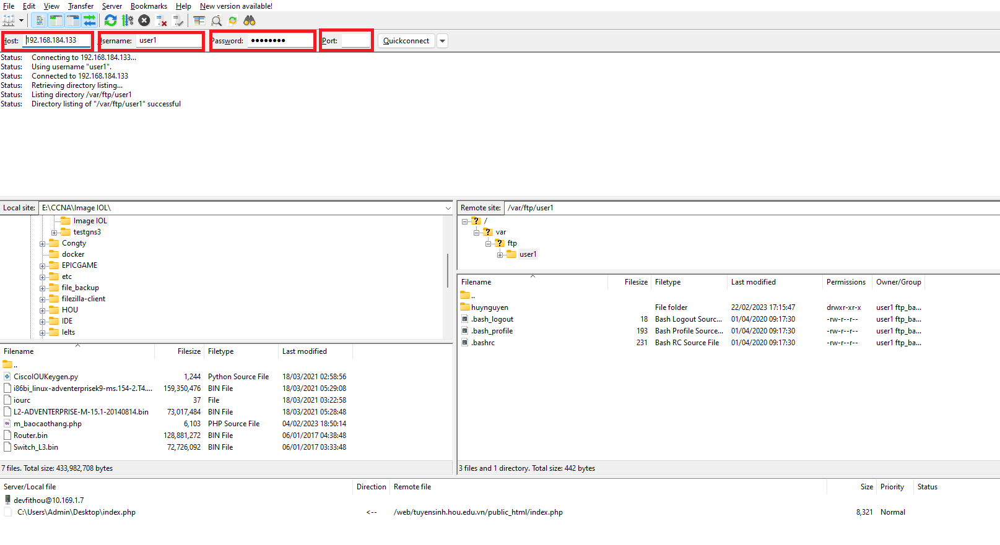 File Edit View Transfer Server Bookmarks Help New version available!
Host: 192.168.184.133 Username: user1 Password: ●●●●●●●● Port: Quickconnect
Status: Connecting to 192.168.184.133...
Status: Using username "user1".
Status: Connected to 192.168.184.133
Status: Retrieving directory listing...
Status: Listing directory /var/ftp/user1
Status: Directory listing of "/var/ftp/user1" successful
Local site: E:\CCNA\Image IOL\
Image IOL
testgns3
Congty
docker
EPICGAME
etc
file_backup
filezilla-client
HOU
IDE
Ielts
Filename Filesize Filetype Last modified
..
CiscoIOUKeygen.py 1,244 Python Source File 18/03/2021 02:58:56
i86bi_linux-adventerprisek9-ms.154-2.T4.... 159,350,476 BIN File 18/03/2021 05:29:08
iourc 37 File 18/03/2021 03:22:58
L2-ADVENTERPRISE-M-15.1-20140814.bin 73,017,484 BIN File 18/03/2021 05:28:48
m_baocaothang.php 6,103 PHP Source File 04/02/2023 18:50:14
Router.bin 128,881,272 BIN File 06/01/2017 04:38:48
Switch_L3.bin 72,726,092 BIN File 06/01/2017 03:33:48
7 files. Total size: 433,982,708 bytes
Remote site: /var/ftp/user1
/
var
ftp
user1
Filename Filesize Filetype Last modified Permissions Owner/Group
..
huynguyen File folder 22/02/2023 17:15:47 drwxr-xr-x user1 ftp_ba...
.bash_logout 18 Bash Logout Sourc... 01/04/2020 09:17:30 -rw-r--r-- user1 ftp_ba...
.bash_profile 193 Bash Profile Source... 01/04/2020 09:17:30 -rw-r--r-- user1 ftp_ba...
.bashrc 231 Bash RC Source File 01/04/2020 09:17:30 -rw-r--r-- user1 ftp_ba...
3 files and 1 directory. Total size: 442 bytes
Server/Local file Direction Remote file Size Priority Status
devfithou@10.169.1.7
C:\Users\Admin\Desktop\index.php <-- /web/tuyensinh.hou.edu.vn/public_html/index.php 8,321 Normal